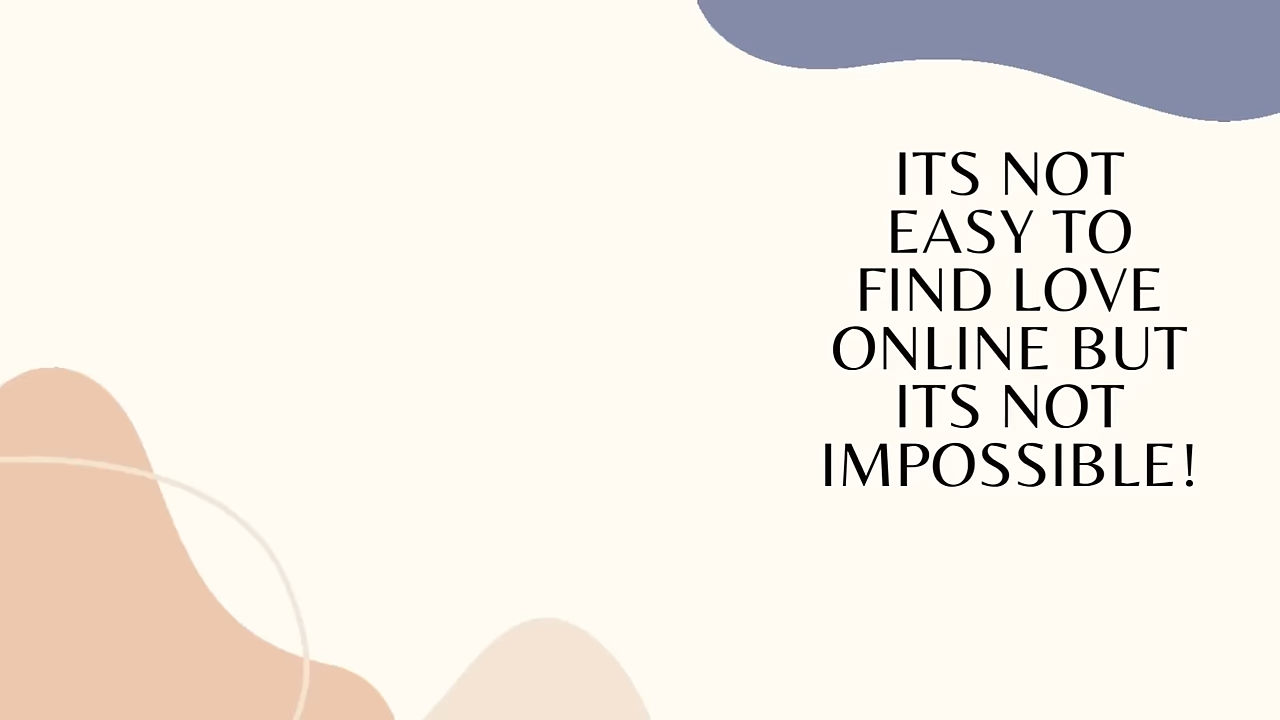 ITS NOT
EASY TO
FIND LOVE
ONLINE BUT
ITS NOT
IMPOSSIBLE!